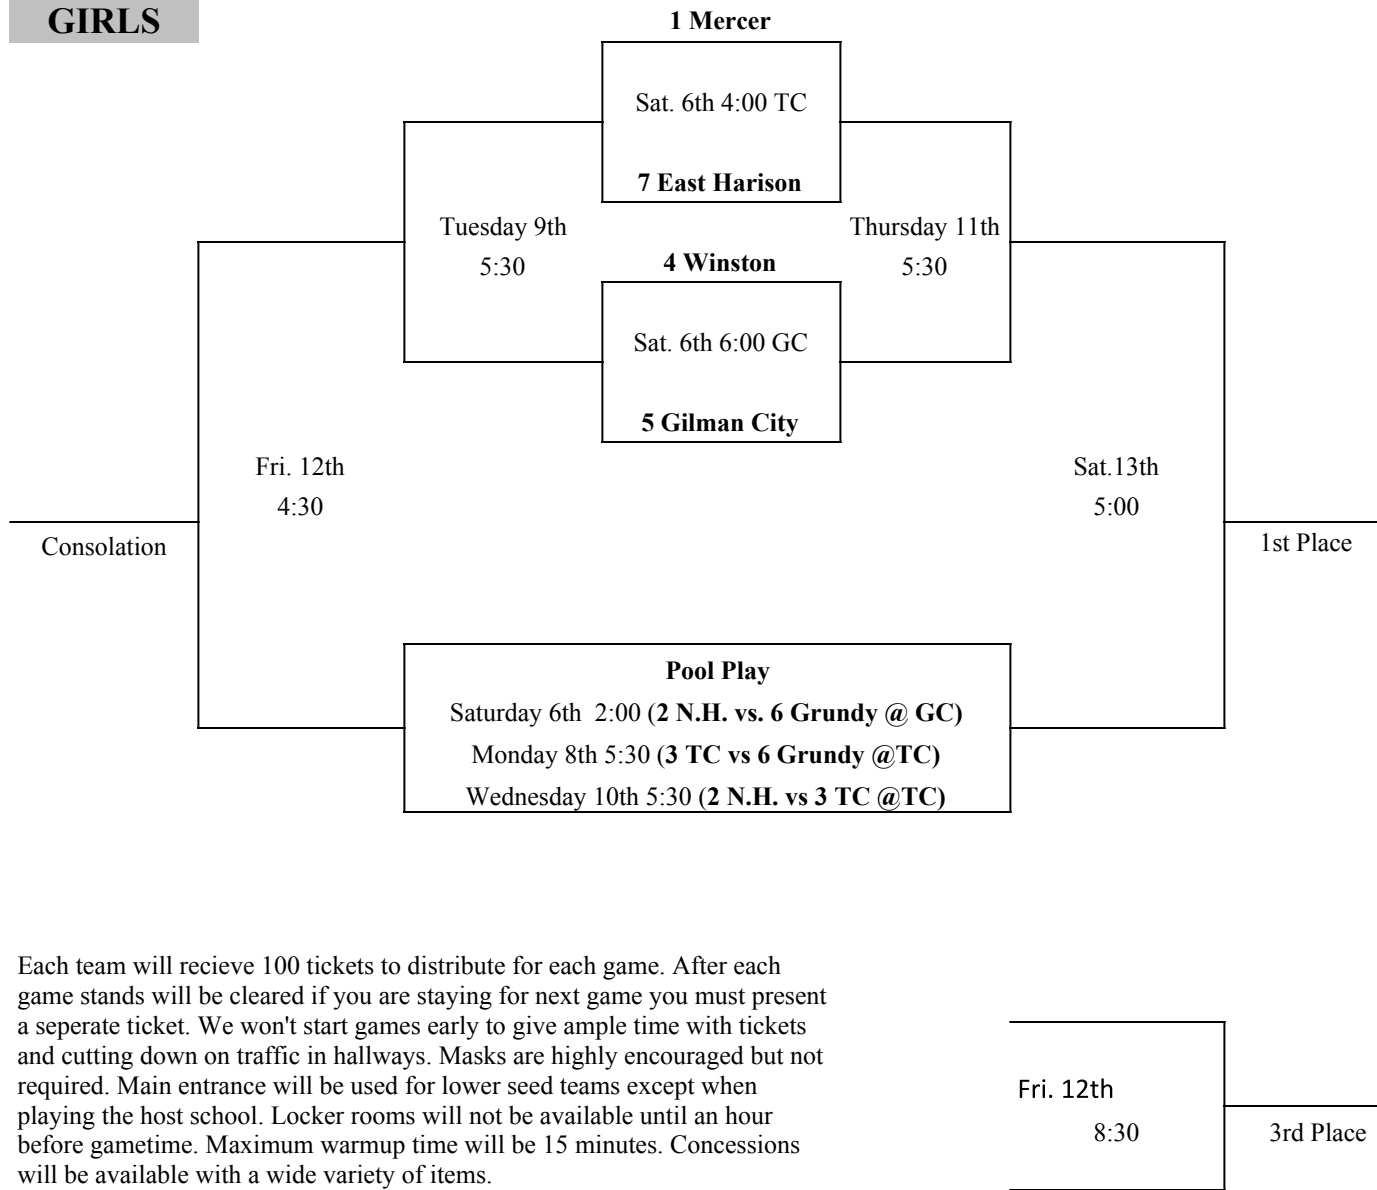 GIRLS
1 Mercer
Sat. 6th 4:00 TC
7 East Harison
Tuesday 9th
5:30
Thursday 11th
5:30
4 Winston
Sat. 6th 6:00 GC
5 Gilman City
Fri. 12th
4:30
Sat.13th
5:00
Consolation
1st Place
Pool Play
Saturday 6th  2:00 (2 N.H. vs. 6 Grundy @ GC)
Monday 8th 5:30 (3 TC vs 6 Grundy @TC)
Wednesday 10th 5:30 (2 N.H. vs 3 TC @TC)
Each team will recieve 100 tickets to distribute for each game. After each
game stands will be cleared if you are staying for next game you must present
a seperate ticket. We won't start games early to give ample time with tickets
and cutting down on traffic in hallways. Masks are highly encouraged but not
required. Main entrance will be used for lower seed teams except when
playing the host school. Locker rooms will not be available until an hour
before gametime. Maximum warmup time will be 15 minutes. Concessions
will be available with a wide variety of items.
Fri. 12th
8:30
3rd Place